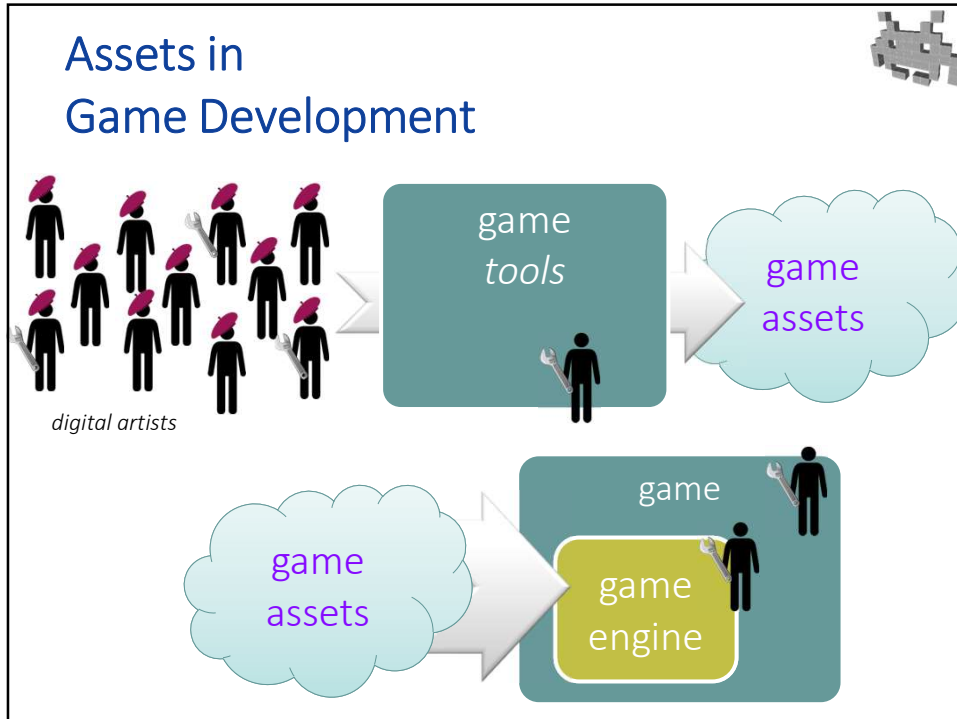 Assets in
Game Development
game
tools
game
assets
digital artists
game
assets
game
game
engine